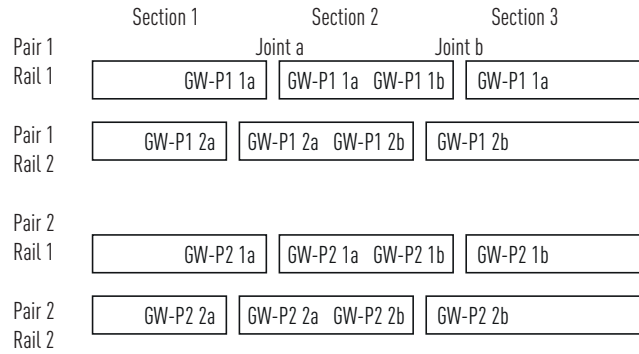 Section 1 Section 2 Section 3
Pair 1 Joint a Joint b
Rail 1 GW-P1 1a GW-P1 1a GW-P1 1b GW-P1 1a
Pair 1 GW-P1 2a GW-P1 2a GW-P1 2b GW-P1 2b
Rail 2
Pair 2
Rail 1 GW-P2 1a GW-P2 1a GW-P2 1b GW-P2 1b
Pair 2 GW-P2 2a GW-P2 2a GW-P2 2b GW-P2 2b
Rail 2